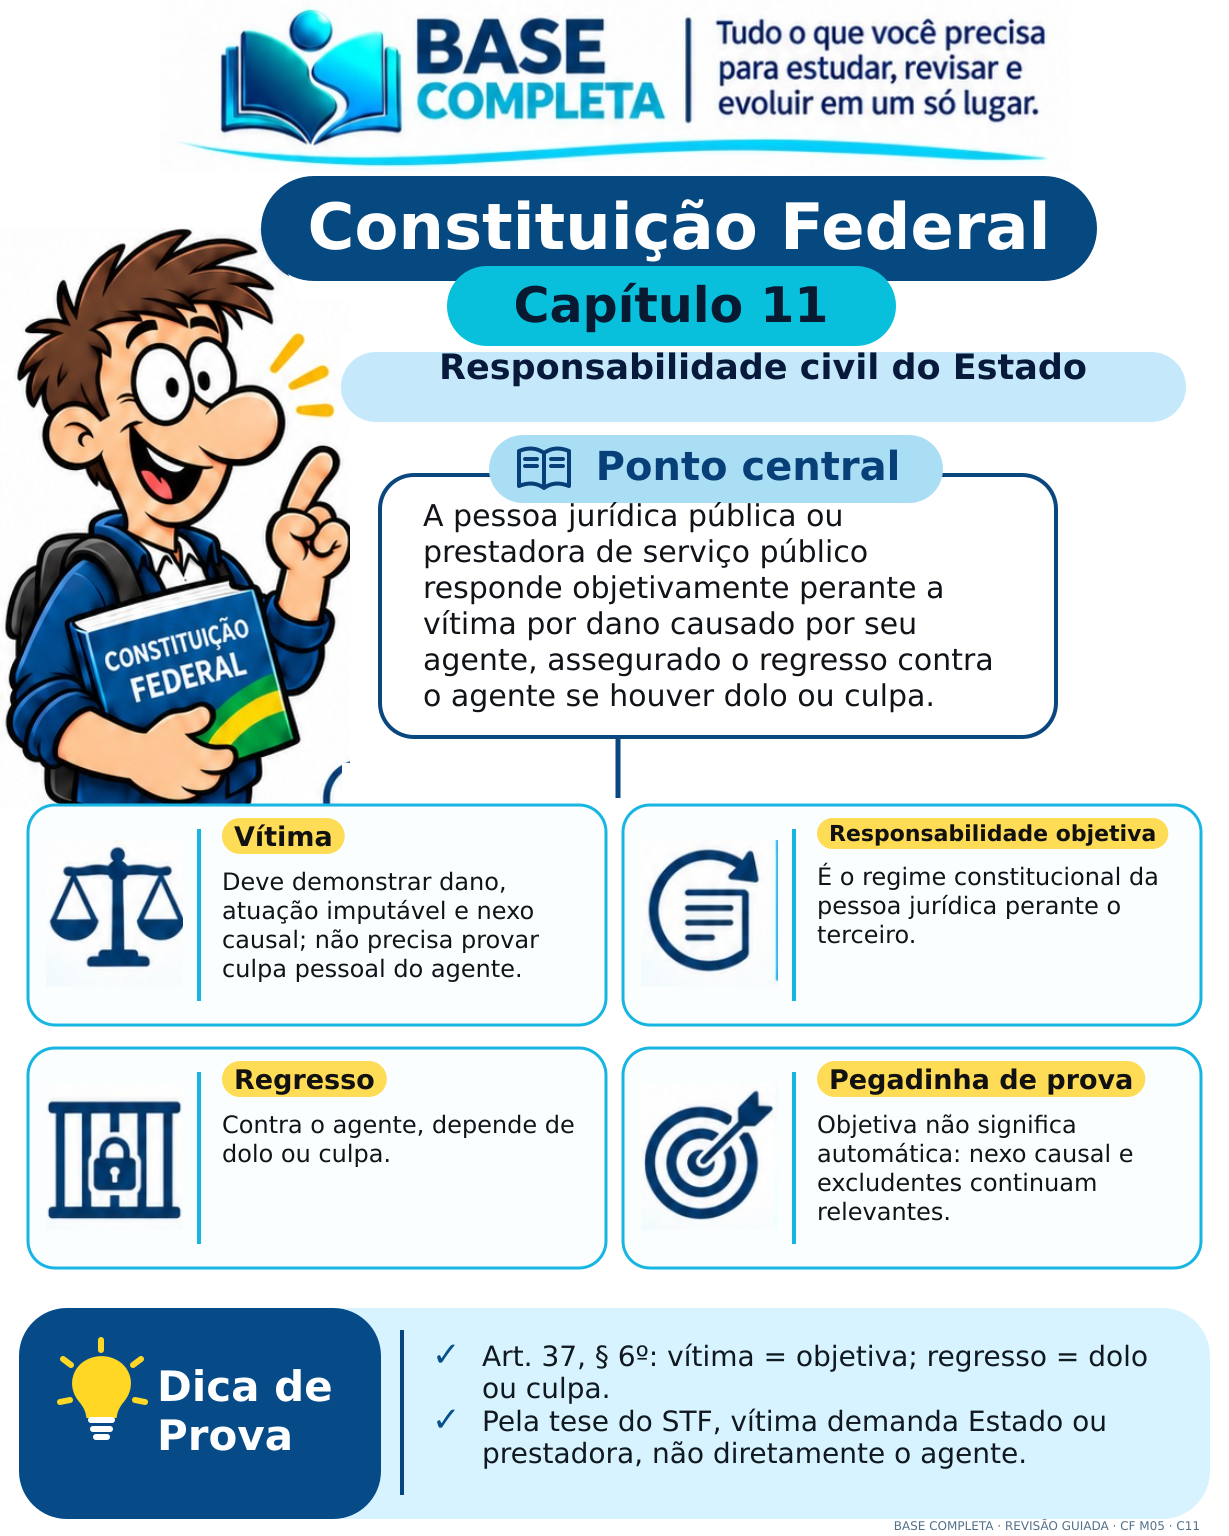 BASE
COMPLETA
Tudo o que você precisa
para estudar, revisar e
evoluir em um só lugar.
Constituição Federal
Capítulo 11
Responsabilidade civil do Estado
Ponto central
A pessoa jurídica pública ou
prestadora de serviço público
responde objetivamente perante a
vítima por dano causado por seu
agente, assegurado o regresso contra
o agente se houver dolo ou culpa.
CONSTITUIÇÃO
FEDERAL
Vítima
Deve demonstrar dano,
atuação imputável e nexo
causal; não precisa provar
culpa pessoal do agente.
Responsabilidade objetiva
É o regime constitucional da
pessoa jurídica perante o
terceiro.
Regresso
Contra o agente, depende de
dolo ou culpa.
Pegadinha de prova
Objetiva não significa
automática: nexo causal e
excludentes continuam
relevantes.
Dica de
Prova
✓ Art. 37, § 6º: vítima = objetiva; regresso = dolo
ou culpa.
✓ Pela tese do STF, vítima demanda Estado ou
prestadora, não diretamente o agente.
BASE COMPLETA · REVISÃO GUIADA · CF M05 · C11